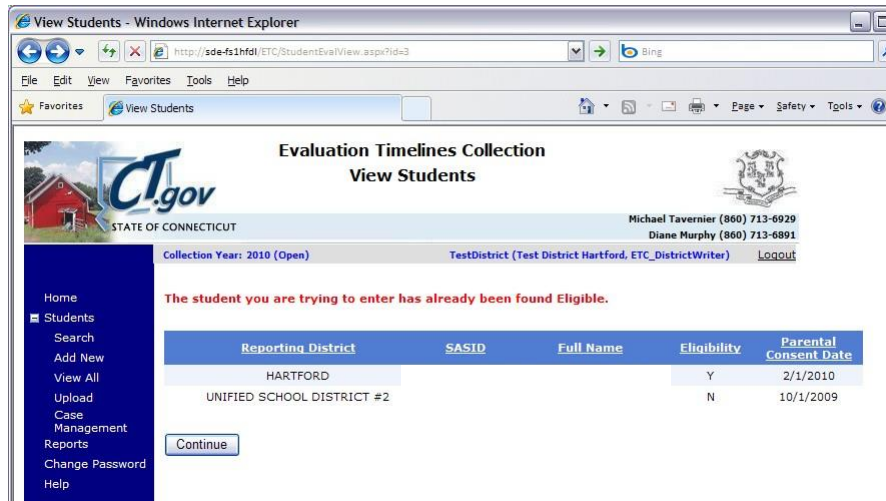 View Students - Windows Internet Explorer
http://sde-fs1hfdl/ETC/StudentEvalView.aspx?id=3
Bing
File Edit View Favorites Tools Help
Favorites View Students Page Safety Tools
CT.gov
STATE OF CONNECTICUT
Evaluation Timelines Collection
View Students
Michael Tavernier (860) 713-6929
Diane Murphy (860) 713-6891
Collection Year: 2010 (Open) TestDistrict (Test District Hartford, ETC_DistrictWriter) Logout
Home
Students
Search
Add New
View All
Upload
Case
Management
Reports
Change Password
Help
The student you are trying to enter has already been found Eligible.
Reporting District SASID Full Name Eligibility Parental
Consent Date
HARTFORD Y 2/1/2010
UNIFIED SCHOOL DISTRICT #2 N 10/1/2009
Continue